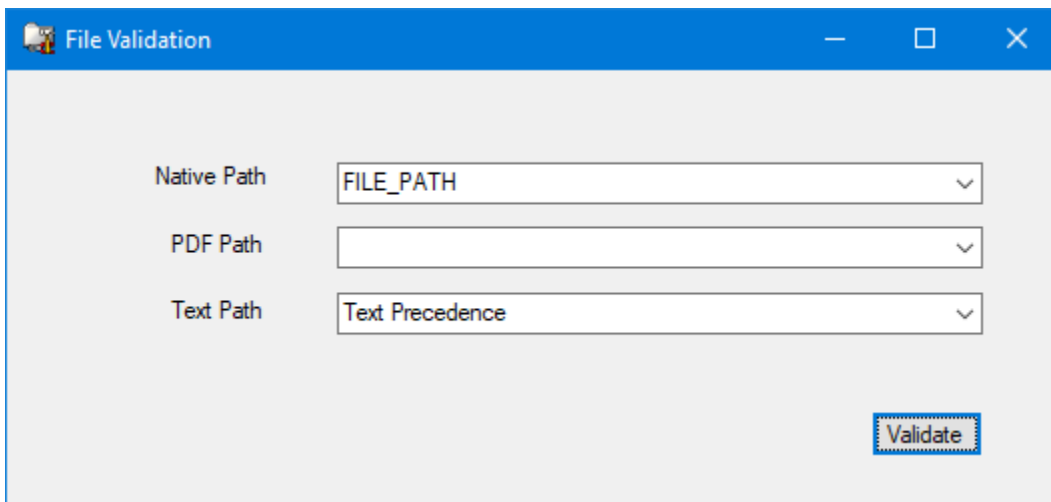 File Validation
Native Path FILE_PATH
PDF Path
Text Path Text Precedence
Validate